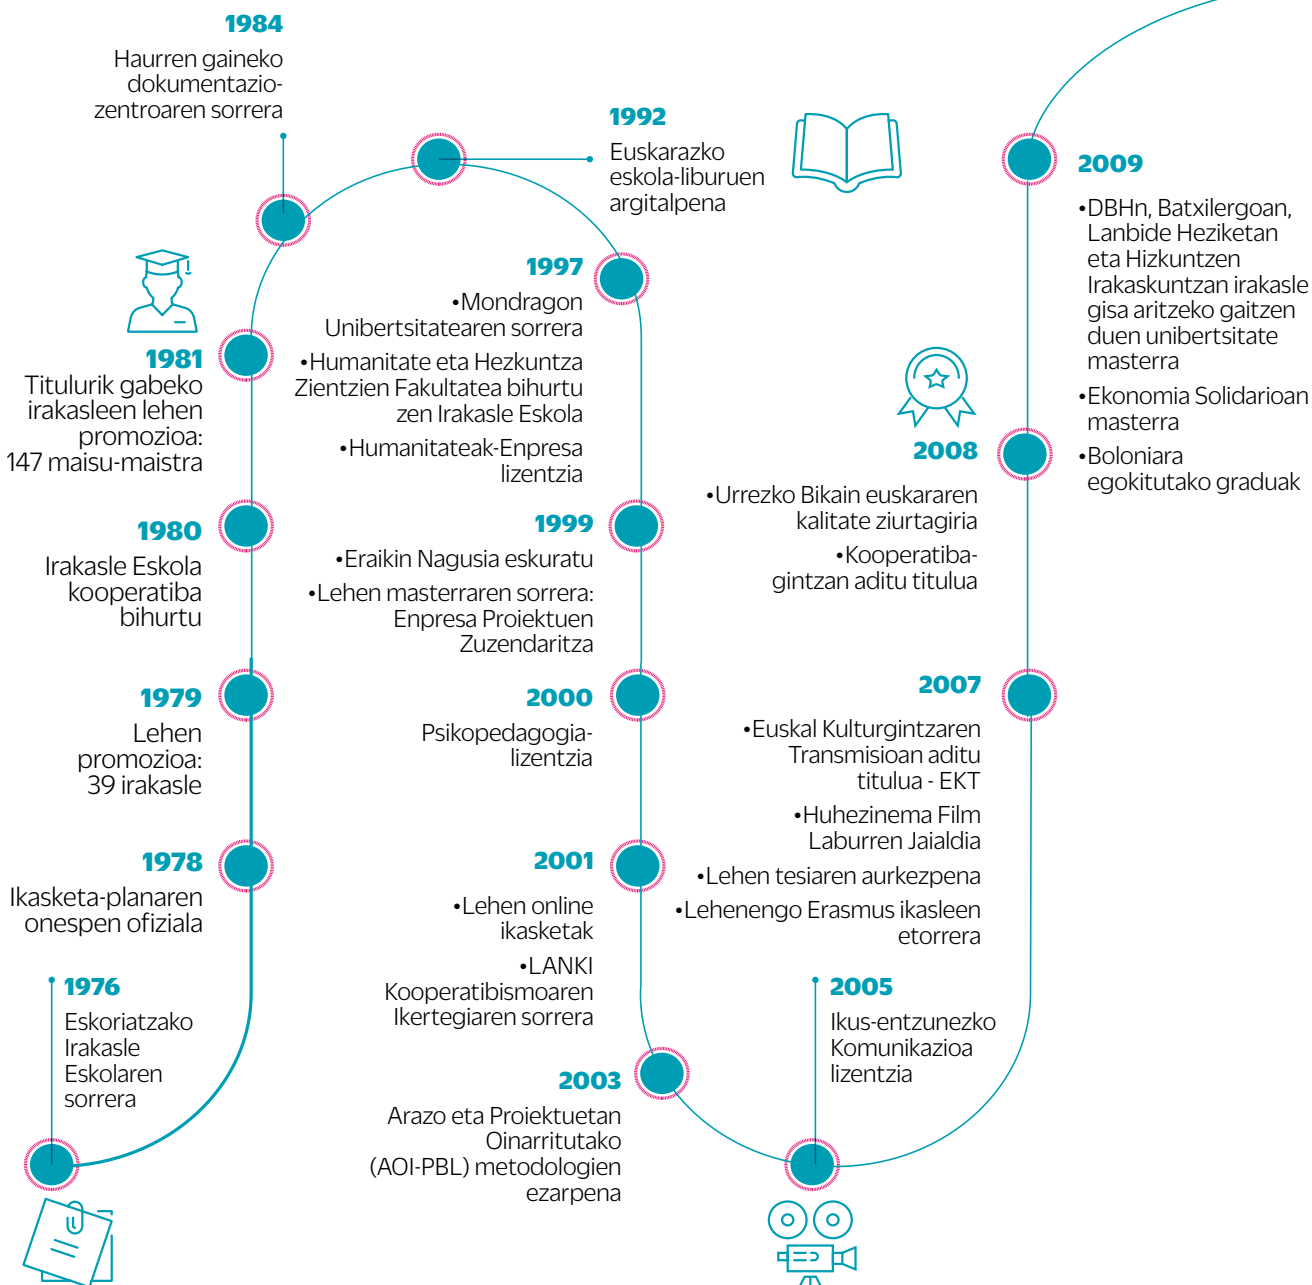 1976
Eskoriatzako
Irakasle
Eskolaren
sorrera
1978
Ikasketa-planaren
onespen ofiziala
1979
Lehen
promozioa:
39 irakasle
1980
Irakasle Eskola
kooperatiba
bihurtu
1981
Titulurik gabeko
irakasleen lehen
promozioa:
147 maisu-maistra
1984
Haurren gaineko
dokumentazio-
zentroaren sorrera
1992
Euskarazko
eskola-liburuen
argitalpena
1997
•Mondragon
Unibertsitatearen sorrera
•Humanitate eta Hezkuntza
Zientzien Fakultatea bihurtu
zen Irakasle Eskola
•Humanitateak-Enpresa
lizentzia
1999
•Eraikin Nagusia eskuratu
•Lehen masterraren sorrera:
Enpresa Proiektuen
Zuzendaritza
2000
Psikopedagogia-
lizentzia
2001
•Lehen online
ikasketak
•LANKI
Kooperatibismoaren
Ikertegiaren sorrera
2003
Arazo eta Proiektuetan
Oinarritutako
(AOI-PBL) metodologien
ezarpena
2005
Ikus-entzunezko
Komunikazioa
lizentzia
2007
•Euskal Kulturgintzaren
Transmisioan aditu
titulua - EKT
•Huhezinema Film
Laburren Jaialdia
•Lehen tesiaren aurkezpena
•Lehenengo Erasmus ikasleen
etorrera
2008
•Urrezko Bikain euskararen
kalitate ziurtagiria
•Kooperatiba-
gintzan aditu titulua
2009
•DBHn, Batxilergoan,
Lanbide Heziketan
eta Hizkuntzen
Irakaskuntzan irakasle
gisa aritzeko gaitzen
duen unibertsitate
masterra
•Ekonomia Solidarioan
masterra
•Boloniara
egokitutako graduak